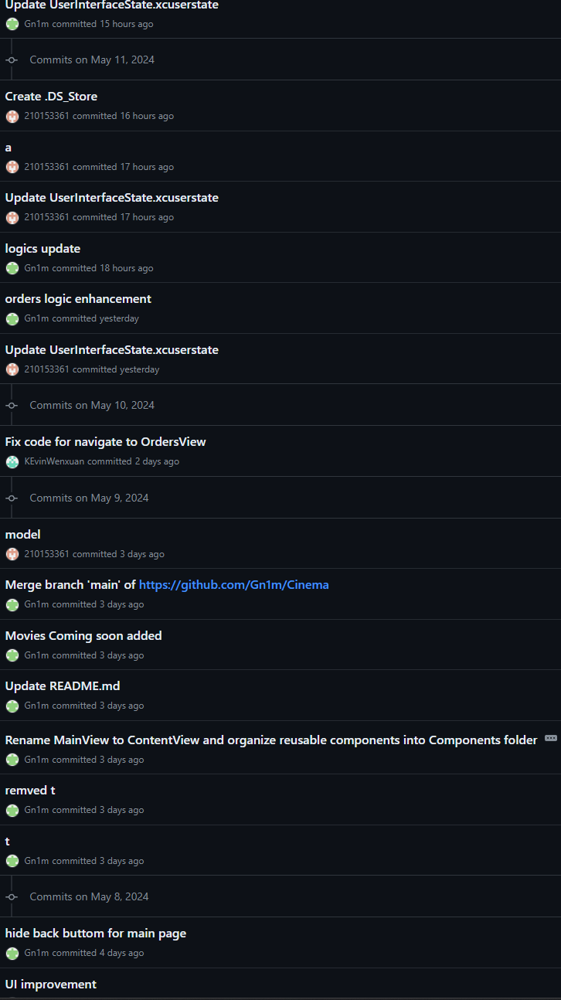 Update UserInterfaceState.xcuserstate
Gn1m committed 15 hours ago
Commits on May 11, 2024
Create .DS_Store
210153361 committed 16 hours ago
a
210153361 committed 17 hours ago
Update UserInterfaceState.xcuserstate
210153361 committed 17 hours ago
logics update
Gn1m committed 18 hours ago
orders logic enhancement
Gn1m committed yesterday
Update UserInterfaceState.xcuserstate
210153361 committed yesterday
Commits on May 10, 2024
Fix code for navigate to OrdersView
KEvinWenxuan committed 2 days ago
Commits on May 9, 2024
model
210153361 committed 3 days ago
Merge branch 'main' of https://github.com/Gn1m/Cinema
Gn1m committed 3 days ago
Movies Coming soon added
Gn1m committed 3 days ago
Update README.md
Gn1m committed 3 days ago
Rename MainView to ContentView and organize reusable components into Components folder
Gn1m committed 3 days ago
remved t
Gn1m committed 3 days ago
t
Gn1m committed 3 days ago
Commits on May 8, 2024
hide back buttom for main page
Gn1m committed 4 days ago
UI improvement